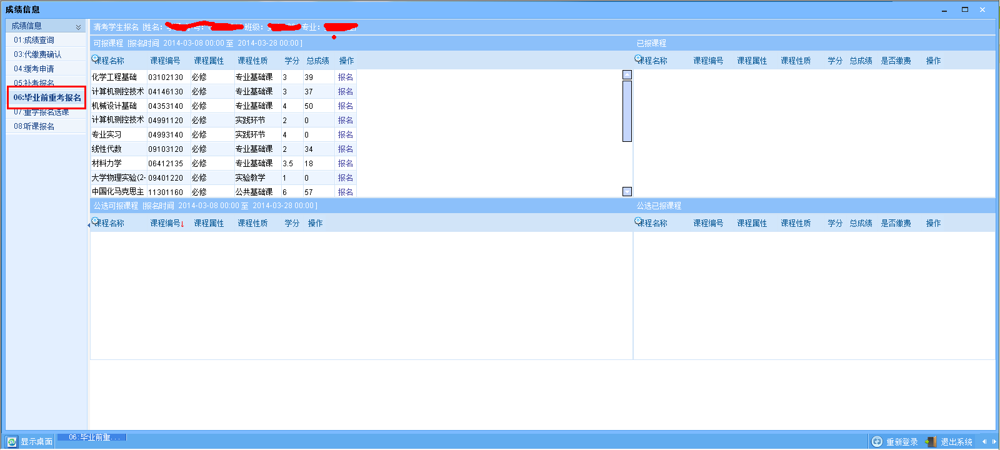 成绩信息
成绩信息
01:成绩查询
03:代缴费确认
04:缓考申请
05:补考报名
06:毕业前重考报名
07:重学报名选课
08:听课报名
清考学生报名 [姓名: 班级: 专业:
可报课程 [报名时间 2014-03-08 00:00 至 2014-03-28 00:00 ]
课程名称 课程编号 课程属性 课程性质 学分 总成绩 操作
化学工程基础 03102130 必修 专业基础课 3 39 报名
计算机测控技术 04146130 必修 专业基础课 3 37 报名
机械设计基础 04353140 必修 专业基础课 4 50 报名
计算机测控技术 04991120 必修 实践环节 2 0 报名
专业实习 04993140 必修 实践环节 4 0 报名
线性代数 09103120 必修 专业基础课 2 34 报名
材料力学 06412135 必修 专业基础课 3.5 18 报名
大学物理实验(2- 09401220 必修 实验教学 1 0 报名
中国化马克思主 11301160 必修 公共基础课 6 57 报名
已报课程
课程名称 课程编号 课程属性 课程性质 学分 总成绩 是否缴费 操作
公选可报课程 [报名时间 2014-03-08 00:00 至 2014-03-28 00:00 ]
课程名称 课程编号↓ 课程属性 课程性质 学分 操作
公选已报课程
课程名称 课程编号 课程属性 课程性质 学分 总成绩 是否缴费 操作
显示桌面
06:毕业前重...
重新登录
退出系统